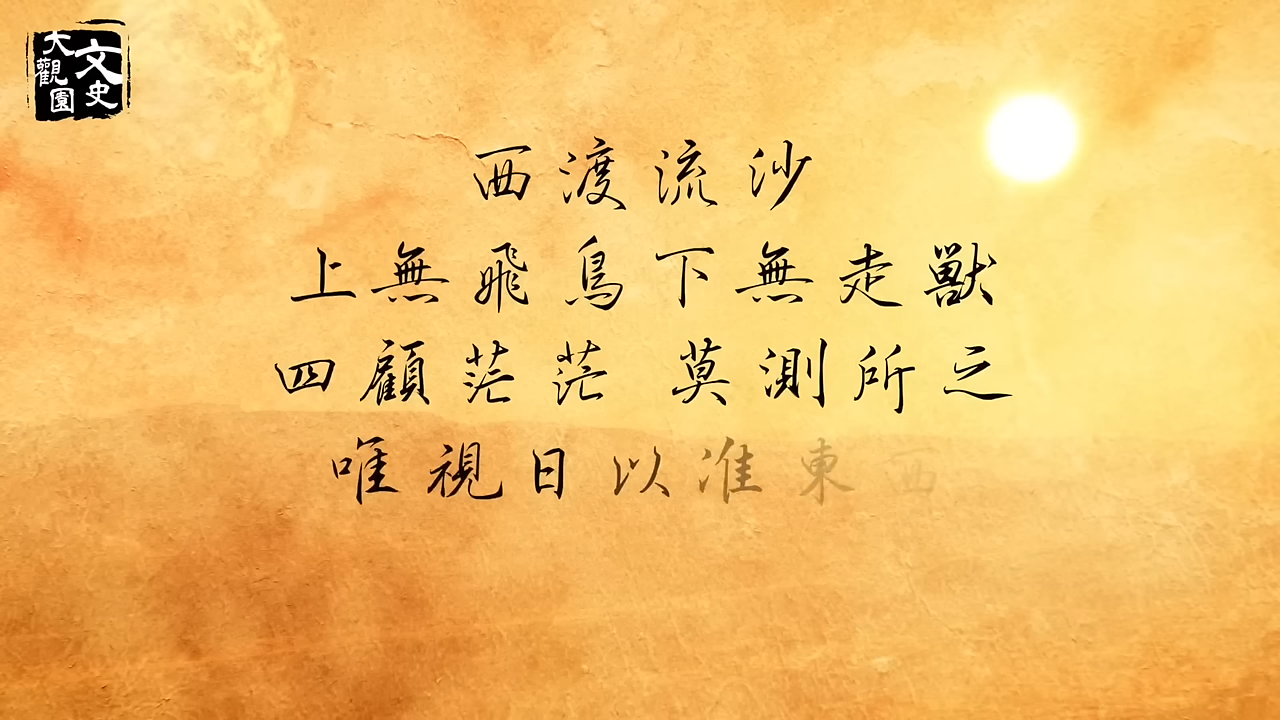 文史
大觀園
西渡流沙
上無飛鳥下無走獸
四顧茫茫 莫測所之
唯視日以准東西